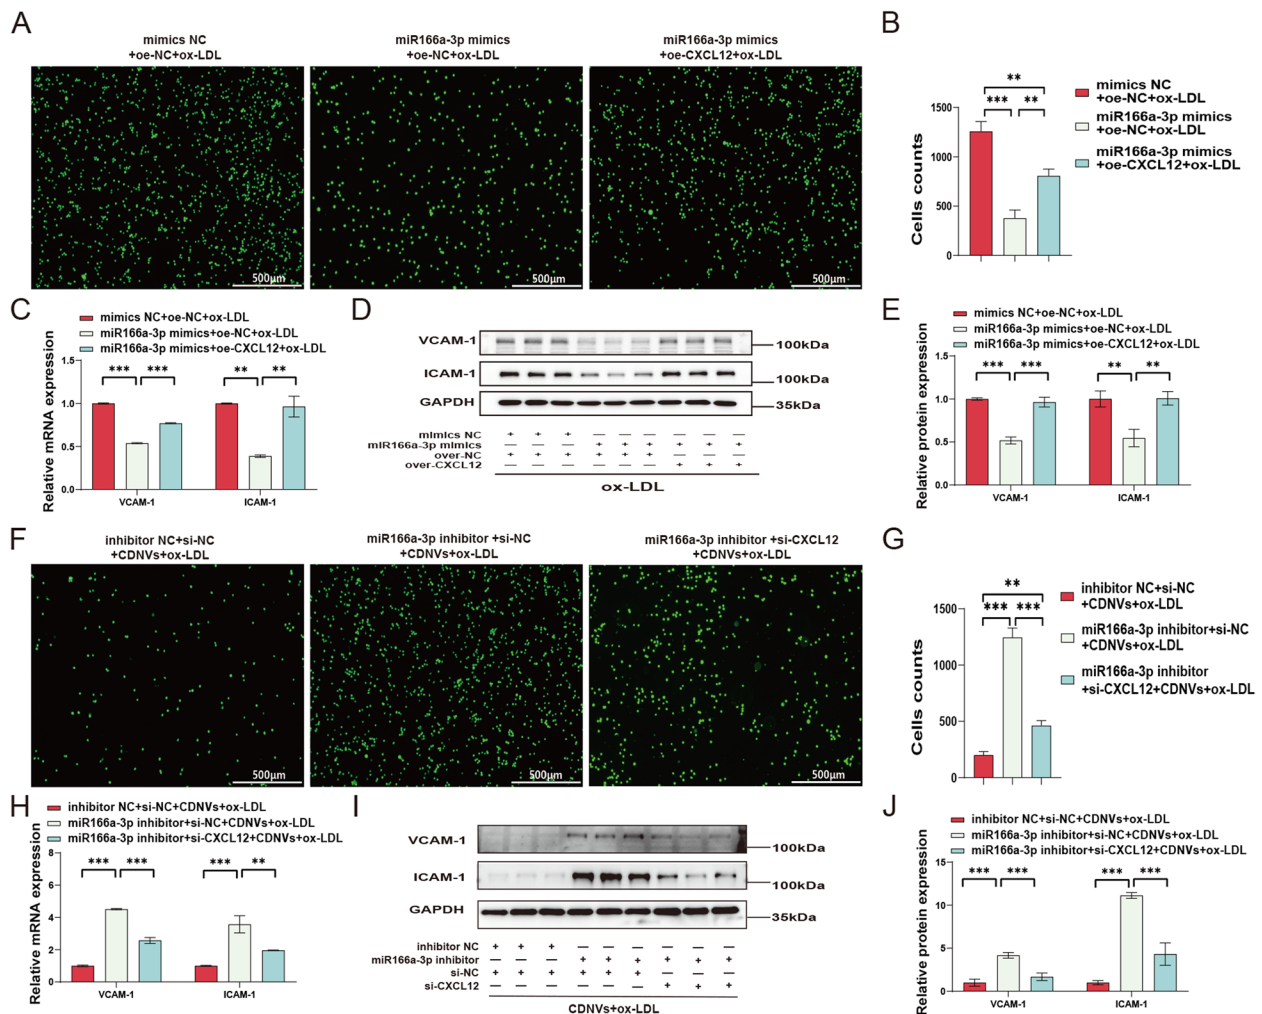 A
mimics NC
+oe-NC+ox-LDL
miR166a-3p mimics
+oe-NC+ox-LDL
miR166a-3p mimics
+oe-CXCL12+ox-LDL
500μm
500μm
500μm
B
Cells counts
1500
1000
500
0
**
*** **
mimics NC
+oe-NC+ox-LDL
miR166a-3p mimics
+oe-NC+ox-LDL
miR166a-3p mimics
+oe-CXCL12+ox-LDL
C
mimics NC+oe-NC+ox-LDL
miR166a-3p mimics+oe-NC+ox-LDL
miR166a-3p mimics+oe-CXCL12+ox-LDL
Relative mRNA expression
1.5
1.0
0.5
0.0
*** *** ** **
VCAM-1 ICAM-1
D
VCAM-1 100kDa
ICAM-1 100kDa
GAPDH 35kDa
mimics NC + + + — — — — — —
miR166a-3p mimics — — — + + + + + +
over-NC + + + + + + — — —
over-CXCL12 — — — — — — + + +
ox-LDL
E
mimics NC+oe-NC+ox-LDL
miR166a-3p mimics+oe-NC+ox-LDL
miR166a-3p mimics+oe-CXCL12+ox-LDL
Relative protein expression
1.5
1.0
0.5
0.0
*** *** ** **
VCAM-1 ICAM-1
F
inhibitor NC+si-NC
+CDNVs+ox-LDL
miR166a-3p inhibitor +si-NC
+CDNVs+ox-LDL
miR166a-3p inhibitor +si-CXCL12
+CDNVs+ox-LDL
500μm
500μm
500μm
G
Cells counts
1500
1000
500
0
**
*** ***
inhibitor NC+si-NC
+CDNVs+ox-LDL
miR166a-3p inhibitor+si-NC
+CDNVs+ox-LDL
miR166a-3p inhibitor
+si-CXCL12+CDNVs+ox-LDL
H
inhibitor NC+si-NC+CDNVs+ox-LDL
miR166a-3p inhibitor+si-NC+CDNVs+ox-LDL
miR166a-3p inhibitor+si-CXCL12+CDNVs+ox-LDL
Relative mRNA expression
8
6
4
2
0
*** *** *** **
VCAM-1 ICAM-1
I
VCAM-1 100kDa
ICAM-1 100kDa
GAPDH 35kDa
inhibitor NC + + + — — — — — —
miR166a-3p inhibitor — — — + + + + + +
si-NC + + + + + + — — —
si-CXCL12 — — — — — — + + +
CDNVs+ox-LDL
J
inhibitor NC+si-NC+CDNVs+ox-LDL
miR166a-3p inhibitor+si-NC+CDNVs+ox-LDL
miR166a-3p inhibitor+si-CXCL12+CDNVs+ox-LDL
Relative protein expression
15
10
5
0
*** *** *** ***
VCAM-1 ICAM-1